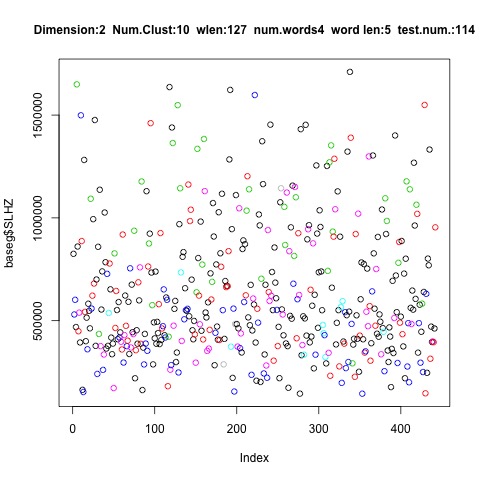 Dimension:2 Num.Clust:10 wlen:127 num.words4 word len:5 test.num.:114
baseg$SLHZ
1500000
1000000
500000
0 100 200 300 400
Index